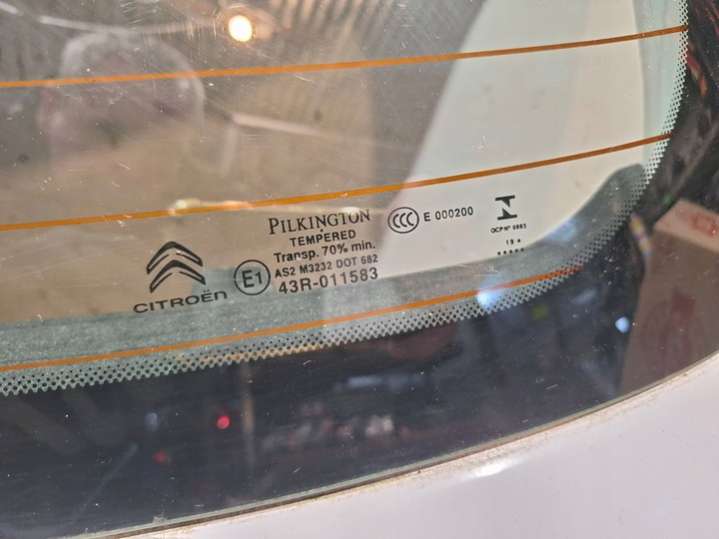 CITROËN
E1
PILKINGTON
TEMPERED
Transp. 70% min.
AS2 M3232 DOT 682
43R-011583
CCC E 000200